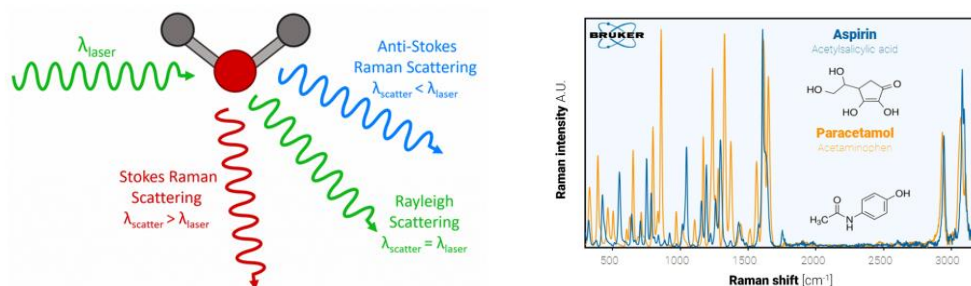 λlaser
Anti-Stokes
Raman Scattering
λscatter < λlaser
Stokes Raman
Scattering
λscatter > λlaser
Rayleigh
Scattering
λscatter = λlaser
BRUKER
Aspirin
Acetylsalicylic acid
HO
HO
O
HO
OH
Paracetamol
Acetaminophen
O
OH
H₃C
N
H
Raman intensity A.U.
500
1000
1500
2000
2500
3000
Raman shift [cm⁻¹]